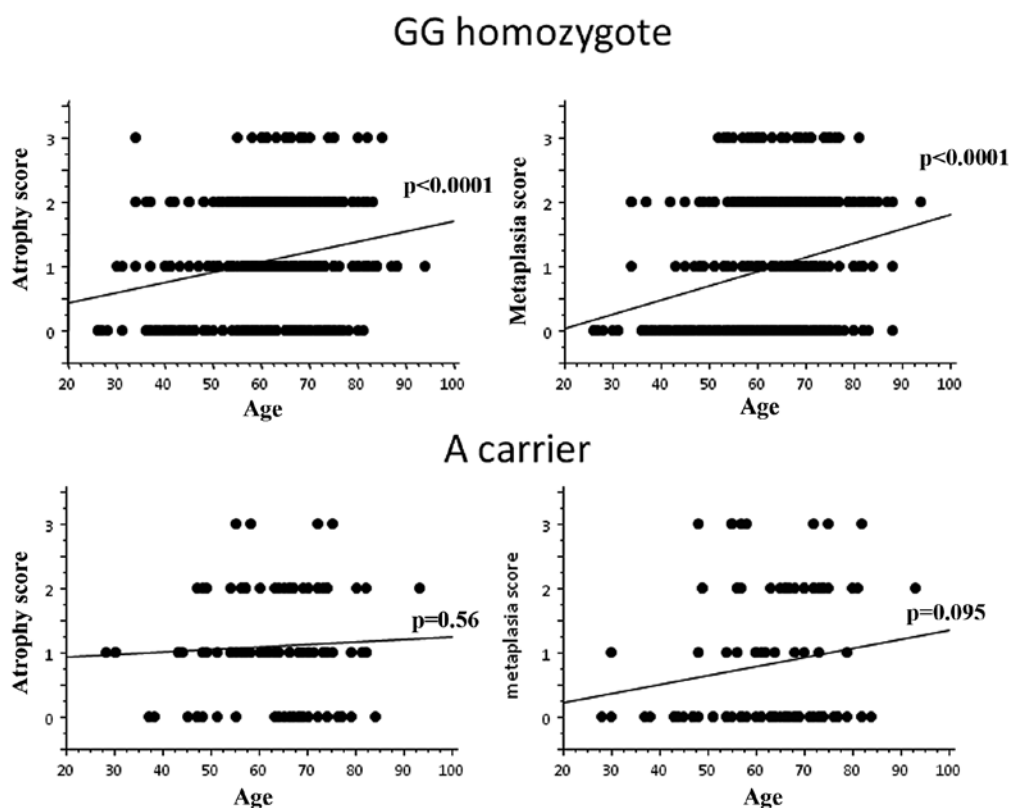 GG homozygote
Atrophy score
3
2
1
0
p<0.0001
20 30 40 50 60 70 80 90 100
Age
Metaplasia score
3
2
1
0
p<0.0001
20 30 40 50 60 70 80 90 100
Age
A carrier
Atrophy score
3
2
1
0
p=0.56
20 30 40 50 60 70 80 90 100
Age
metaplasia score
3
2
1
0
p=0.095
20 30 40 50 60 70 80 90 100
Age